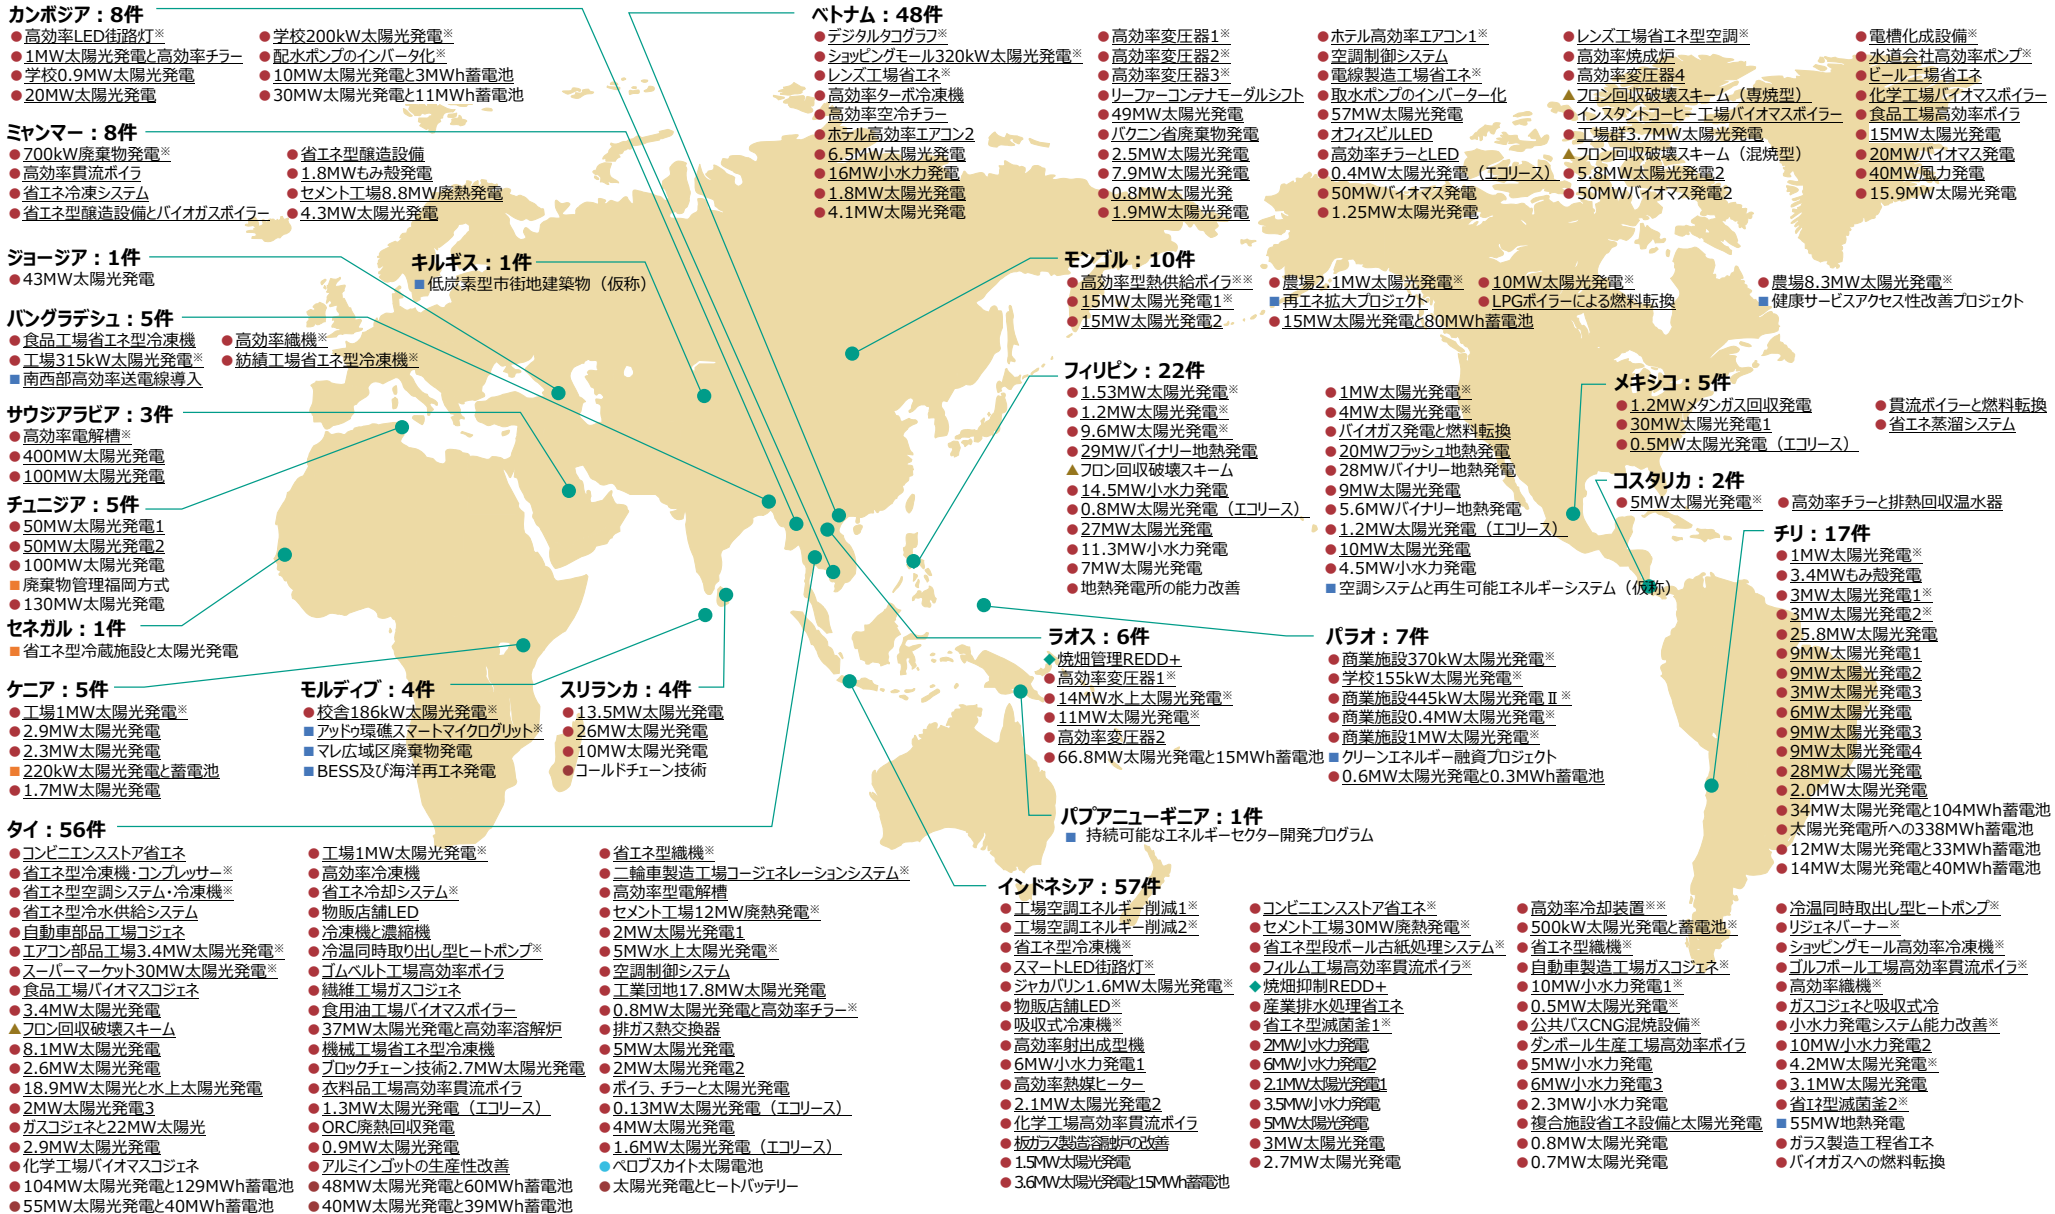 カンボジア：8件
●高効率LED街路灯※
●1MW太陽光発電と高効率チラー
●学校0.9MW太陽光発電
●20MW太陽光発電
●学校200kW太陽光発電※
●配水ポンプのインバータ化※
●10MW太陽光発電と3MWh蓄電池
●30MW太陽光発電と11MWh蓄電池
ミャンマー：8件
●700kW廃棄物発電※
●高効率貫流ボイラ
●省エネ冷凍システム
●省エネ型醸造設備とバイオガスボイラー
●省エネ型醸造設備
●1.8MWもみ殻発電
●セメント工場8.8MW廃熱発電
●4.3MW太陽光発電
ジョージア：1件
●43MW太陽光発電
キルギス：1件
■低炭素型市街地建築物（仮称）
バングラデシュ：5件
●食品工場省エネ型冷凍機
●工場315kW太陽光発電※
■南西部高効率送電線導入
●高効率織機※
●紡績工場省エネ型冷凍機※
サウジアラビア：3件
●高効率電解槽※
●400MW太陽光発電
●100MW太陽光発電
チュニジア：5件
●50MW太陽光発電1
●50MW太陽光発電2
●100MW太陽光発電
■廃棄物管理福岡方式
●130MW太陽光発電
セネガル：1件
■省エネ型冷蔵施設と太陽光発電
ケニア：5件
●工場1MW太陽光発電※
●2.9MW太陽光発電
●2.3MW太陽光発電
■220kW太陽光発電と蓄電池
●1.7MW太陽光発電
モルディブ：4件
●校舎186kW太陽光発電※
■アッドゥ環礁スマートマイクログリット※
■マレ広域区廃棄物発電
■BESS及び海洋再エネ発電
スリランカ：4件
●13.5MW太陽光発電
●26MW太陽光発電
●10MW太陽光発電
●コールドチェーン技術
タイ：56件
●コンビニエンスストア省エネ
●省エネ型冷凍機・コンプレッサー※
●省エネ型空調システム・冷凍機※
●省エネ型冷水供給システム
●自動車部品工場コジェネ
●エアコン部品工場3.4MW太陽光発電※
●スーパーマーケット30MW太陽光発電※
●食品工場バイオマスコジェネ
●3.4MW太陽光発電
▲フロン回収破壊スキーム
●8.1MW太陽光発電
●2.6MW太陽光発電
●18.9MW太陽光と水上太陽光発電
●2MW太陽光発電3
●ガスコジェネと22MW太陽光
●2.9MW太陽光発電
●化学工場バイオマスコジェネ
●104MW太陽光発電と129MWh蓄電池
●55MW太陽光発電と40MWh蓄電池
●工場1MW太陽光発電※
●高効率冷凍機
●省エネ冷却システム※
●物販店舗LED
●冷凍機と濃縮機
●冷温同時取り出し型ヒートポンプ※
●ゴムベルト工場高効率ボイラ
●繊維工場ガスコジェネ
●食用油工場バイオマスボイラー
●37MW太陽光発電と高効率溶解炉
●機械工場省エネ型冷凍機
●ブロックチェーン技術2.7MW太陽光発電
●衣料品工場高効率貫流ボイラ
●1.3MW太陽光発電（エコリース）
●ORC廃熱回収発電
●0.9MW太陽光発電
●アルミインゴットの生産性改善
●48MW太陽光発電と60MWh蓄電池
●40MW太陽光発電と39MWh蓄電池
●省エネ型織機※
●二輪車製造工場コージェネレーションシステム※
●高効率型電解槽
●セメント工場12MW廃熱発電※
●2MW太陽光発電1
●5MW水上太陽光発電※
●空調制御システム
●工業団地17.8MW太陽光発電
●0.8MW太陽光発電と高効率チラー※
●排ガス熱交換器
●5MW太陽光発電
●2MW太陽光発電2
●ボイラ、チラーと太陽光発電
●0.13MW太陽光発電（エコリース）
●4MW太陽光発電
●1.6MW太陽光発電（エコリース）
●ペロブスカイト太陽電池
●太陽光発電とヒートバッテリー
ベトナム：48件
●デジタルタコグラフ※
●ショッピングモール320kW太陽光発電※
●レンズ工場省エネ※
●高効率ターボ冷凍機
●高効率空冷チラー
●ホテル高効率エアコン2
●6.5MW太陽光発電
●16MW小水力発電
●1.8MW太陽光発電
●4.1MW太陽光発電
●高効率変圧器1※
●高効率変圧器2※
●高効率変圧器3※
●リーファーコンテナモーダルシフト
●49MW太陽光発電
●バクニン省廃棄物発電
●2.5MW太陽光発電
●7.9MW太陽光発電
●0.8MW太陽光発
●1.9MW太陽光発電
●ホテル高効率エアコン1※
●空調制御システム
●電線製造工場省エネ※
●取水ポンプのインバーター化
●57MW太陽光発電
●オフィスビルLED
●高効率チラーとLED
●0.4MW太陽光発電（エコリース）
●50MWバイオマス発電
●1.25MW太陽光発電
●レンズ工場省エネ型空調※
●高効率焼成炉
●高効率変圧器4
▲フロン回収破壊スキーム（専焼型）
●インスタントコーヒー工場バイオマスボイラー
●工場群3.7MW太陽光発電
▲フロン回収破壊スキーム（混焼型）
●5.8MW太陽光発電2
●50MWバイオマス発電2
●電槽化成設備※
●水道会社高効率ポンプ※
●ビール工場省エネ
●化学工場バイオマスボイラー
●食品工場高効率ボイラ
●15MW太陽光発電
●20MWバイオマス発電
●40MW風力発電
●15.9MW太陽光発電
モンゴル：10件
●高効率型熱供給ボイラ※※
●15MW太陽光発電1※
●15MW太陽光発電2
●農場2.1MW太陽光発電※
■再エネ拡大プロジェクト
●15MW太陽光発電と80MWh蓄電池
●10MW太陽光発電※
●LPGボイラーによる燃料転換
●農場8.3MW太陽光発電※
■健康サービスアクセス性改善プロジェクト
フィリピン：22件
●1.53MW太陽光発電※
●1.2MW太陽光発電※
●9.6MW太陽光発電※
●29MWバイナリー地熱発電
▲フロン回収破壊スキーム
●14.5MW小水力発電
●0.8MW太陽光発電（エコリース）
●27MW太陽光発電
●11.3MW小水力発電
●7MW太陽光発電
●地熱発電所の能力改善
●1MW太陽光発電※
●4MW太陽光発電※
●バイオガス発電と燃料転換
●20MWフラッシュ地熱発電
●28MWバイナリー地熱発電
●9MW太陽光発電
●5.6MWバイナリー地熱発電
●1.2MW太陽光発電（エコリース）
●10MW太陽光発電
●4.5MW小水力発電
■空調システムと再生可能エネルギーシステム（仮称）
メキシコ：5件
●1.2MWメタンガス回収発電
●30MW太陽光発電1
●0.5MW太陽光発電（エコリース）
●貫流ボイラーと燃料転換
●省エネ蒸溜システム
コスタリカ：2件
●5MW太陽光発電※
●高効率チラーと排熱回収温水器
チリ：17件
●1MW太陽光発電※
●3.4MWもみ殻発電
●3MW太陽光発電1※
●3MW太陽光発電2※
●25.8MW太陽光発電
●9MW太陽光発電1
●9MW太陽光発電2
●3MW太陽光発電3
●6MW太陽光発電
●9MW太陽光発電3
●9MW太陽光発電4
●28MW太陽光発電
●2.0MW太陽光発電
●34MW太陽光発電と104MWh蓄電池
●太陽光発電所への338MWh蓄電池
●12MW太陽光発電と33MWh蓄電池
●14MW太陽光発電と40MWh蓄電池
ラオス：6件
◆焼畑管理REDD+
●高効率変圧器1※
●14MW水上太陽光発電※
●11MW太陽光発電※
●高効率変圧器2
●66.8MW太陽光発電と15MWh蓄電池
パラオ：7件
●商業施設370kW太陽光発電※
●学校155kW太陽光発電※
●商業施設445kW太陽光発電Ⅱ※
●商業施設0.4MW太陽光発電※
●商業施設1MW太陽光発電※
■クリーンエネルギー融資プロジェクト
●0.6MW太陽光発電と0.3MWh蓄電池
パプアニューギニア：1件
■持続可能なエネルギーセクター開発プログラム
インドネシア：57件
●工場空調エネルギー削減1※
●工場空調エネルギー削減2※
●省エネ型冷凍機※
●スマートLED街路灯※
●ジャカバリン1.6MW太陽光発電※
●物販店舗LED※
●吸収式冷凍機※
●高効率射出成型機
●6MW小水力発電1
●高効率熱媒ヒーター
●2.1MW太陽光発電2
●化学工場高効率貫流ボイラ
●板ガラス製造溶融炉の改善
●1.5MW太陽光発電
●3.6MW太陽光発電と15MWh蓄電池
●コンビニエンスストア省エネ※
●セメント工場30MW廃熱発電※
●省エネ型段ボール古紙処理システム※
●フィルム工場高効率貫流ボイラ※
◆焼畑抑制REDD+
●産業排水処理省エネ
●省エネ型滅菌釜1※
●2MW小水力発電
●6MW小水力発電2
●2.1MW太陽光発電1
●3.5MW小水力発電
●5MW太陽光発電
●3MW太陽光発電
●2.7MW太陽光発電
●高効率冷却装置※※
●500kW太陽光発電と蓄電池※
●省エネ型織機※
●自動車製造工場ガスコジェネ※
●10MW小水力発電1※
●0.5MW太陽光発電※
●公共バスCNG混焼設備※
●ダンボール生産工場高効率ボイラ
●5MW小水力発電
●6MW小水力発電3
●2.3MW小水力発電
●複合施設省エネ設備と太陽光発電
●0.8MW太陽光発電
●0.7MW太陽光発電
●冷温同時取出し型ヒートポンプ※
●リジェネバーナー※
●ショッピングモール高効率冷凍機※
●ゴルフボール工場高効率貫流ボイラ※
●高効率織機※
●ガスコジェネと吸収式冷
●小水力発電システム能力改善※
●10MW小水力発電2
●4.2MW太陽光発電※
●3.1MW太陽光発電
●省エネ型滅菌釜2※
■55MW地熱発電
●ガラス製造工程省エネ
●バイオガスへの燃料転換